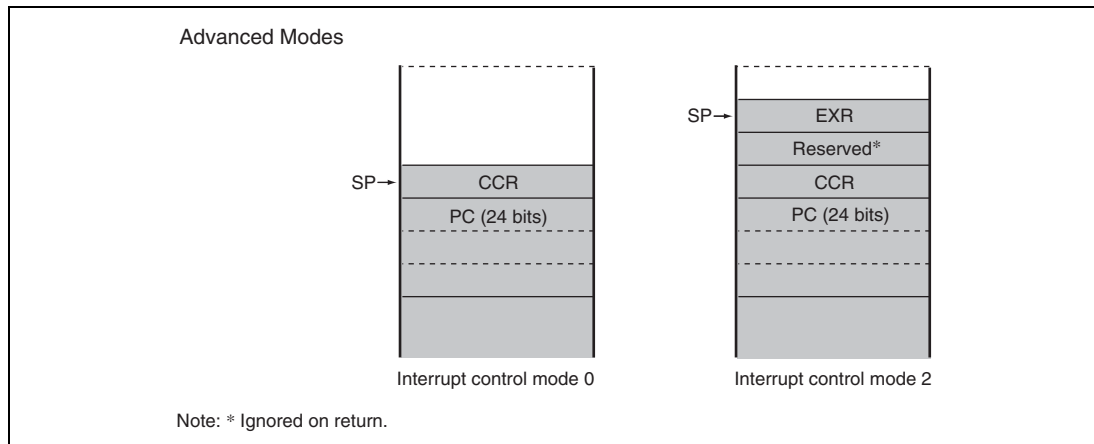 Advanced Modes
SP→
CCR
PC (24 bits)
Interrupt control mode 0
SP→
EXR
Reserved*
CCR
PC (24 bits)
Interrupt control mode 2
Note: * Ignored on return.